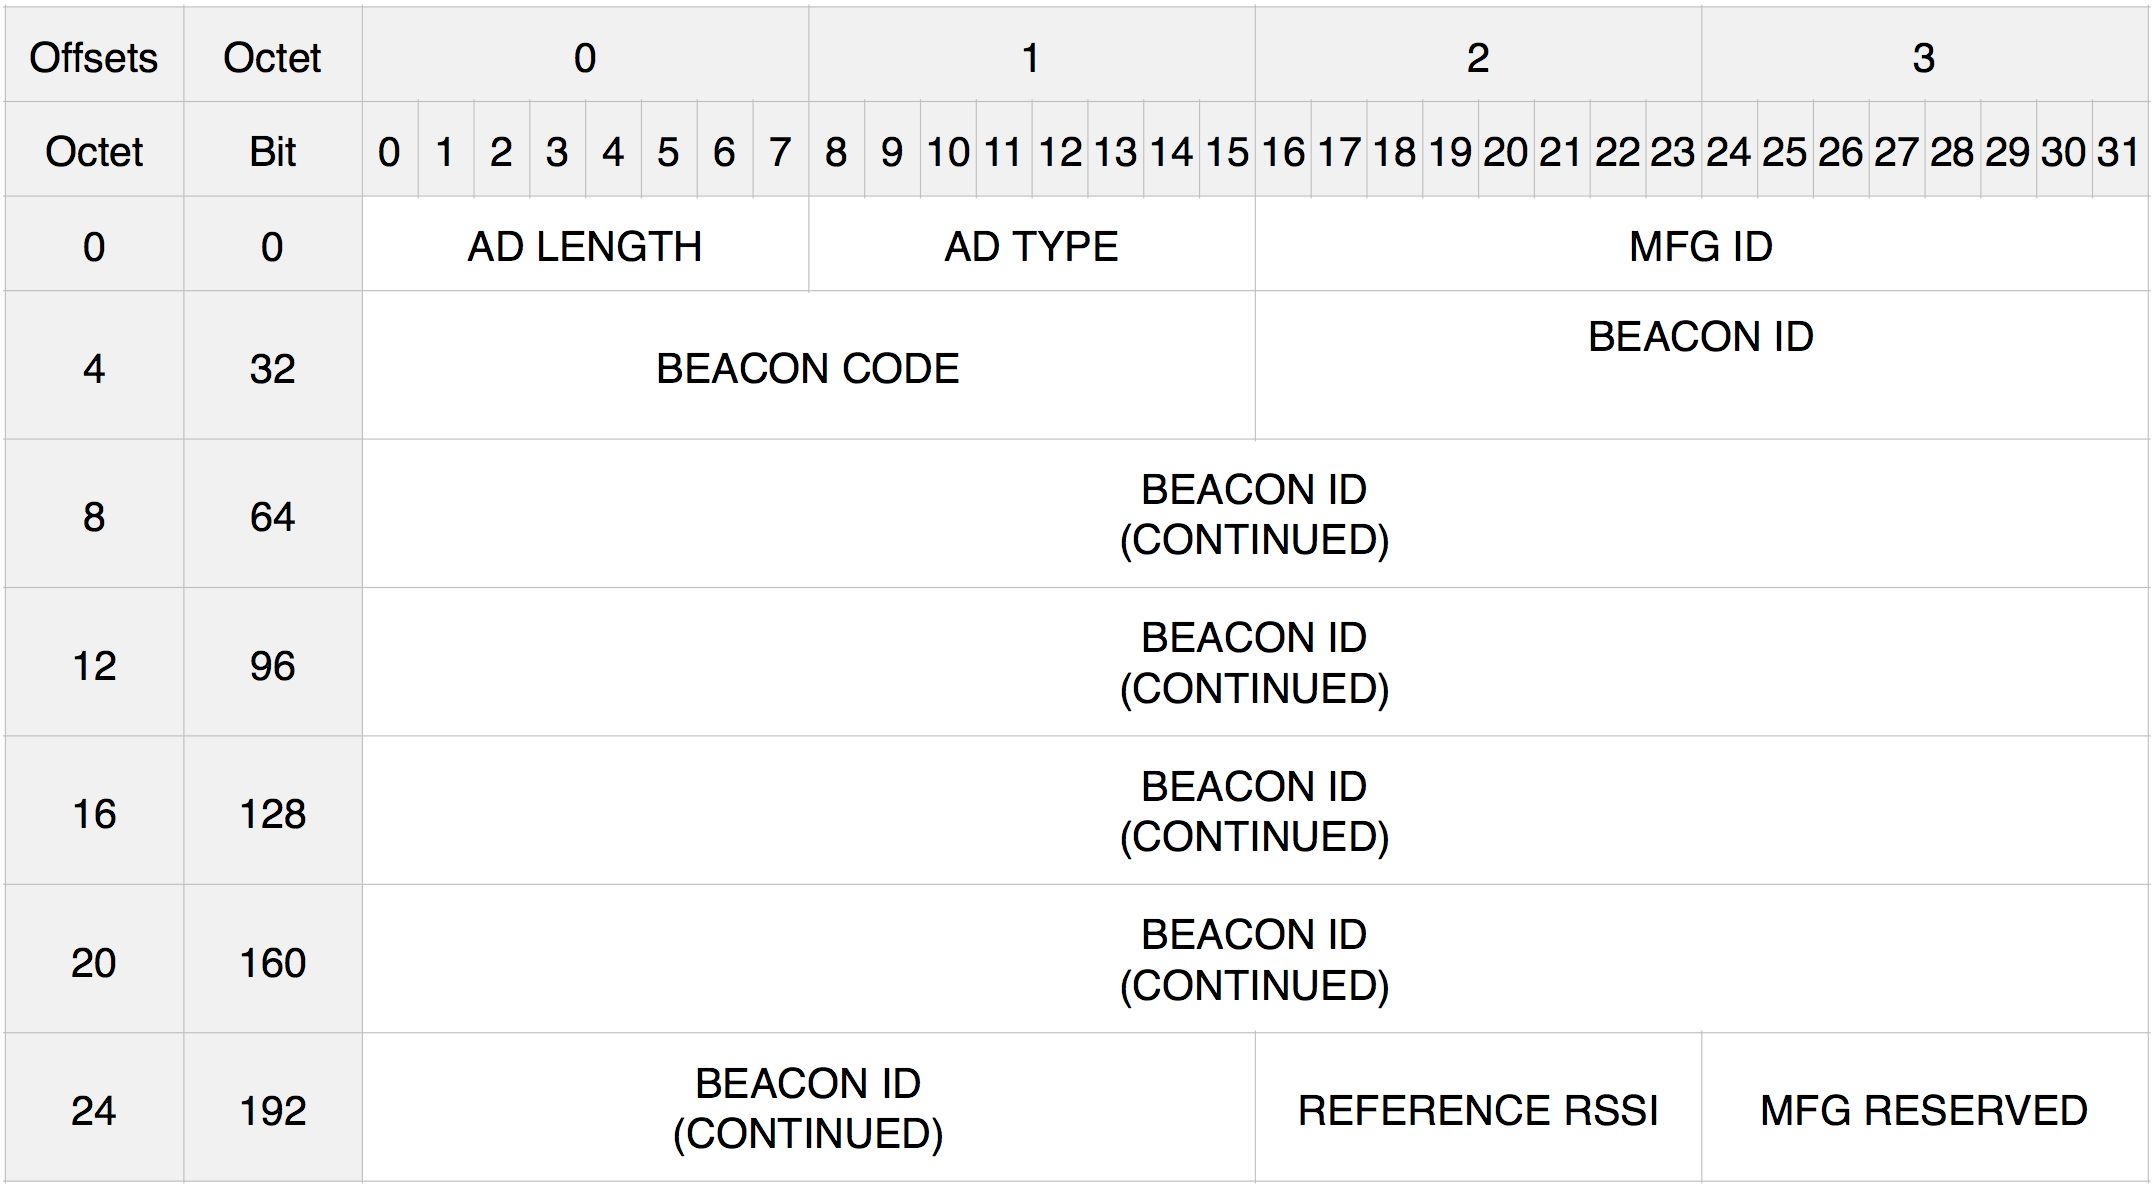 Offsets Octet 0 1 2 3
Octet Bit 0 1 2 3 4 5 6 7 8 9 10 11 12 13 14 15 16 17 18 19 20 21 22 23 24 25 26 27 28 29 30 31
0 0 AD LENGTH AD TYPE MFG ID
4 32 BEACON CODE BEACON ID
8 64 BEACON ID
(CONTINUED)
12 96 BEACON ID
(CONTINUED)
16 128 BEACON ID
(CONTINUED)
20 160 BEACON ID
(CONTINUED)
24 192 BEACON ID
(CONTINUED) REFERENCE RSSI MFG RESERVED